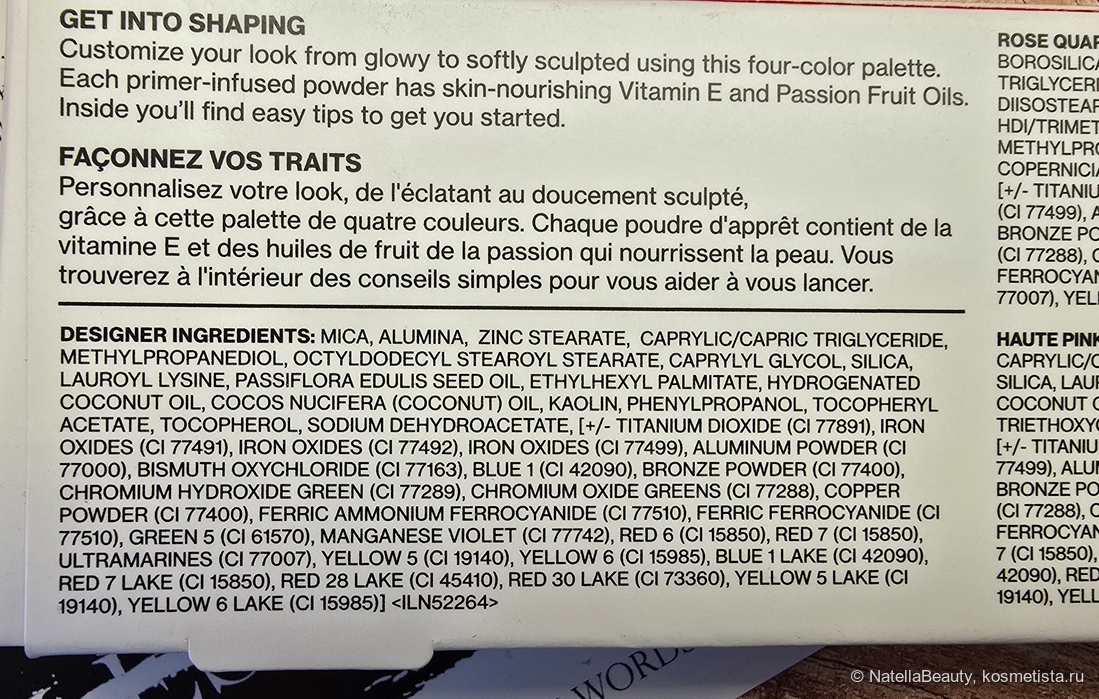 GET INTO SHAPING
Customize your look from glowy to softly sculpted using this four-color palette.
Each primer-infused powder has skin-nourishing Vitamin E and Passion Fruit Oils.
Inside you'll find easy tips to get you started.
FAÇONNEZ VOS TRAITS
Personnalisez votre look, de l'éclatant au doucement sculpté,
grâce à cette palette de quatre couleurs. Chaque poudre d'apprêt contient de la
vitamine E et des huiles de fruit de la passion qui nourrissent la peau. Vous
trouverez à l'intérieur des conseils simples pour vous aider à vous lancer.
DESIGNER INGREDIENTS: MICA, ALUMINA, ZINC STEARATE, CAPRYLIC/CAPRIC TRIGLYCERIDE,
METHYLPROPANEDIOL, OCTYLDODECYL STEAROYL STEARATE, CAPRYLYL GLYCOL, SILICA,
LAUROYL LYSINE, PASSIFLORA EDULIS SEED OIL, ETHYLHEXYL PALMITATE, HYDROGENATED
COCONUT OIL, COCOS NUCIFERA (COCONUT) OIL, KAOLIN, PHENYLPROPANOL, TOCOPHERYL
ACETATE, TOCOPHEROL, SODIUM DEHYDROACETATE, [+/- TITANIUM DIOXIDE (CI 77891), IRON
OXIDES (CI 77491), IRON OXIDES (CI 77492), IRON OXIDES (CI 77499), ALUMINUM POWDER (CI
77000), BISMUTH OXYCHLORIDE (CI 77163), BLUE 1 (CI 42090), BRONZE POWDER (CI 77400),
CHROMIUM HYDROXIDE GREEN (CI 77289), CHROMIUM OXIDE GREENS (CI 77288), COPPER
POWDER (CI 77400), FERRIC AMMONIUM FERROCYANIDE (CI 77510), FERRIC FERROCYANIDE (CI
77510), GREEN 5 (CI 61570), MANGANESE VIOLET (CI 77742), RED 6 (CI 15850), RED 7 (CI 15850),
ULTRAMARINES (CI 77007), YELLOW 5 (CI 19140), YELLOW 6 (CI 15985), BLUE 1 LAKE (CI 42090),
RED 7 LAKE (CI 15850), RED 28 LAKE (CI 45410), RED 30 LAKE (CI 73360), YELLOW 5 LAKE (CI
19140), YELLOW 6 LAKE (CI 15985)] <ILN52264>
ROSE QUAR
BOROSILICA
TRIGLYCERI
DIISOSTEAR
HDI/TRIMET
METHYLPRO
COPERNICIA
[+/- TITANIU
(CI 77499), A
BRONZE PO
(CI 77288), C
FERROCYAN
77007), YEL
HAUTE PINK
CAPRYLIC/C
SILICA, LAU
COCONUT O
TRIETHOXYC
[+/- TITANIU
77499), ALU
BRONZE PO
(CI 77288), C
FERROCYAN
7 (CI 15850),
42090), RED
19140), YELL
WORDS
© NatellaBeauty, kosmetista.ru